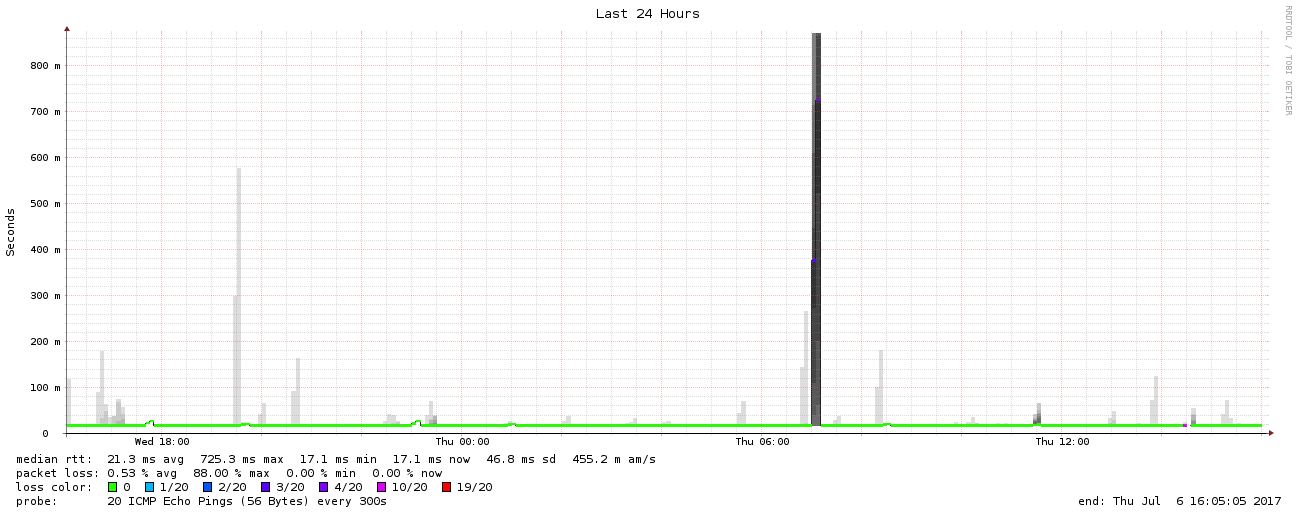 Last 24 Hours
RRDTOOL / TOBI OETIKER
Seconds
800 m
700 m
600 m
500 m
400 m
300 m
200 m
100 m
0
Wed 18:00 Thu 00:00 Thu 06:00 Thu 12:00
median rtt: 21.3 ms avg 725.3 ms max 17.1 ms min 17.1 ms now 46.8 ms sd 455.2 m am/s
packet loss: 0.53 % avg 88.00 % max 0.00 % min 0.00 % now
loss color: 0 1/20 2/20 3/20 4/20 10/20 19/20
probe: 20 ICMP Echo Pings (56 Bytes) every 300s end: Thu Jul 6 16:05:05 2017